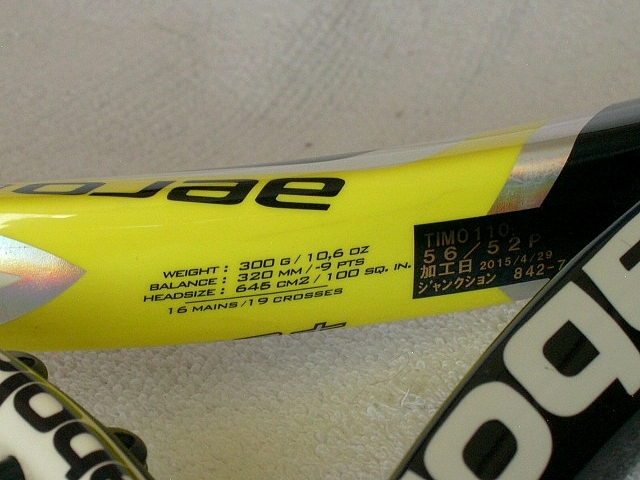 aero
WEIGHT : 300 G / 10,6 OZ
BALANCE : 320 MM / -9 PTS
HEADSIZE : 645 CM2 / 100 SQ. IN.
16 MAINS / 19 CROSSES
TIMO110
56/52P
加工日 2015/4/29
ジャンクション 842-7